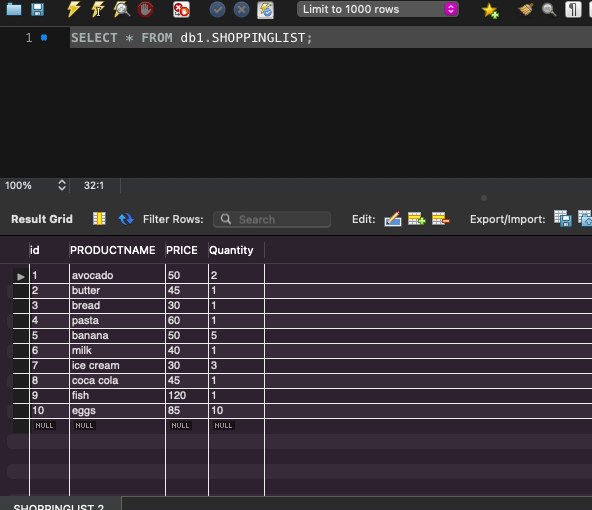 Limit to 1000 rows
1 SELECT * FROM db1.SHOPPINGLIST;
100% 32:1
Result Grid Filter Rows: Search Edit: Export/Import:
id PRODUCTNAME PRICE Quantity
1 avocado 50 2
2 butter 45 1
3 bread 30 1
4 pasta 60 1
5 banana 50 5
6 milk 40 1
7 ice cream 30 3
8 coca cola 45 1
9 fish 120 1
10 eggs 85 10
NULL NULL NULL NULL
SHOPPINGLIST 2